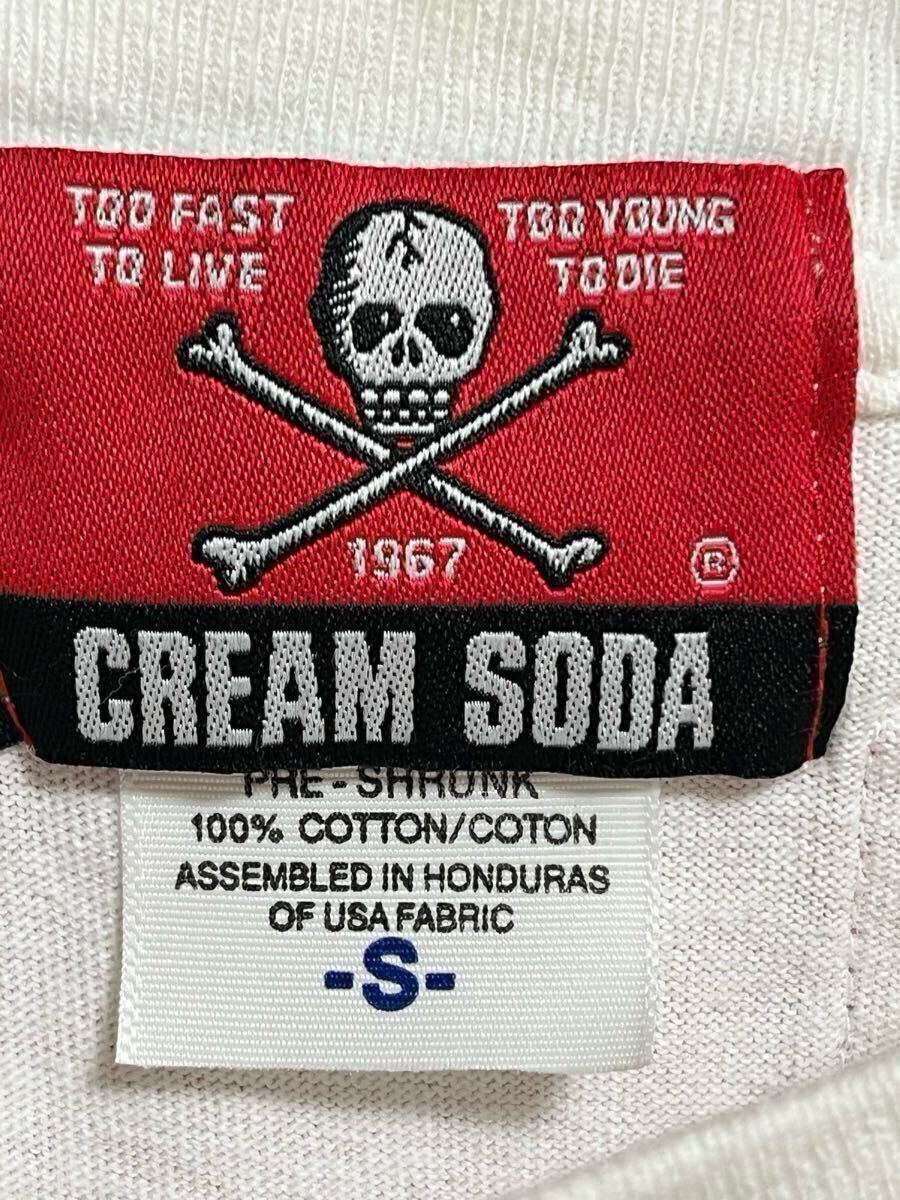 TOO FAST
TO LIVE
TOO YOUNG
TO DIE
1967
®
CREAM SODA
PRE-SHRUNK
100% COTTON/COTON
ASSEMBLED IN HONDURAS
OF USA FABRIC
-S-